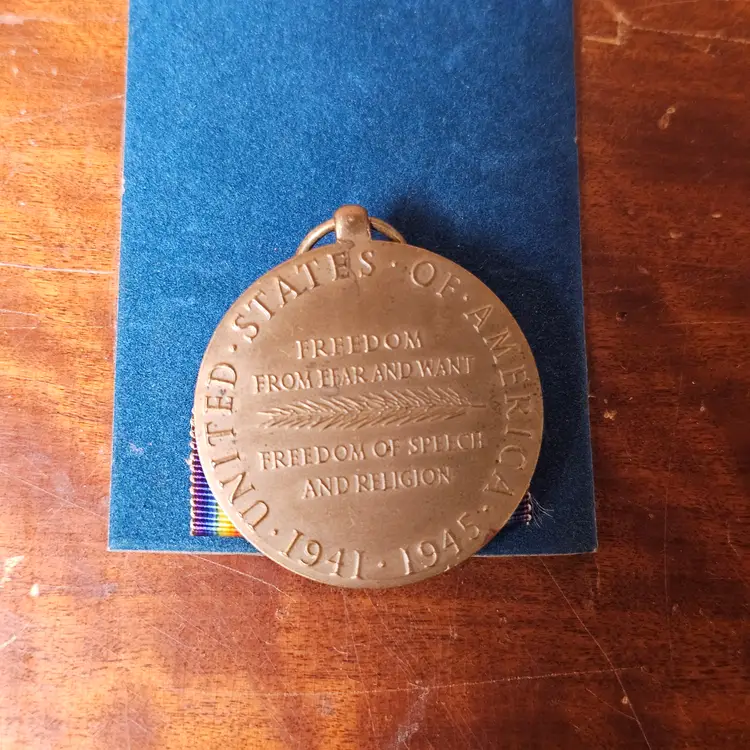 UNITED · STATES · OF · AMERICA · 1941 · 1945 ·
FREEDOM
FROM FEAR AND WANT
FREEDOM OF SPEECH
AND RELIGION